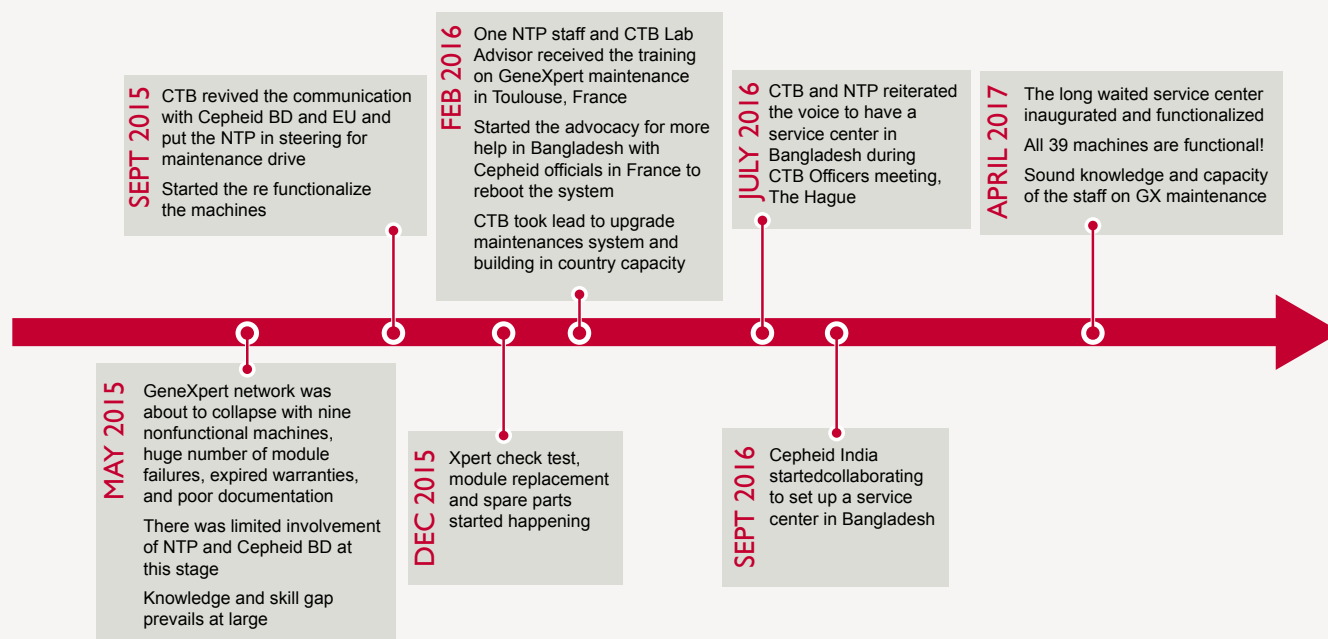 MAY 2015
GeneXpert network was
about to collapse with nine
nonfunctional machines,
huge number of module
failures, expired warranties,
and poor documentation
There was limited involvement
of NTP and Cepheid BD at
this stage
Knowledge and skill gap
prevails at large
SEPT 2015
CTB revived the communication
with Cepheid BD and EU and
put the NTP in steering for
maintenance drive
Started the re functionalize
the machines
DEC 2015
Xpert check test,
module replacement
and spare parts
started happening
FEB 2016
One NTP staff and CTB Lab
Advisor received the training
on GeneXpert maintenance
in Toulouse, France
Started the advocacy for more
help in Bangladesh with
Cepheid officials in France to
reboot the system
CTB took lead to upgrade
maintenances system and
building in country capacity
JULY 2016
CTB and NTP reiterated
the voice to have a
service center in
Bangladesh during
CTB Officers meeting,
The Hague
SEPT 2016
Cepheid India
startedcollaborating
to set up a service
center in Bangladesh
APRIL 2017
The long waited service center
inaugurated and functionalized
All 39 machines are functional!
Sound knowledge and capacity
of the staff on GX maintenance